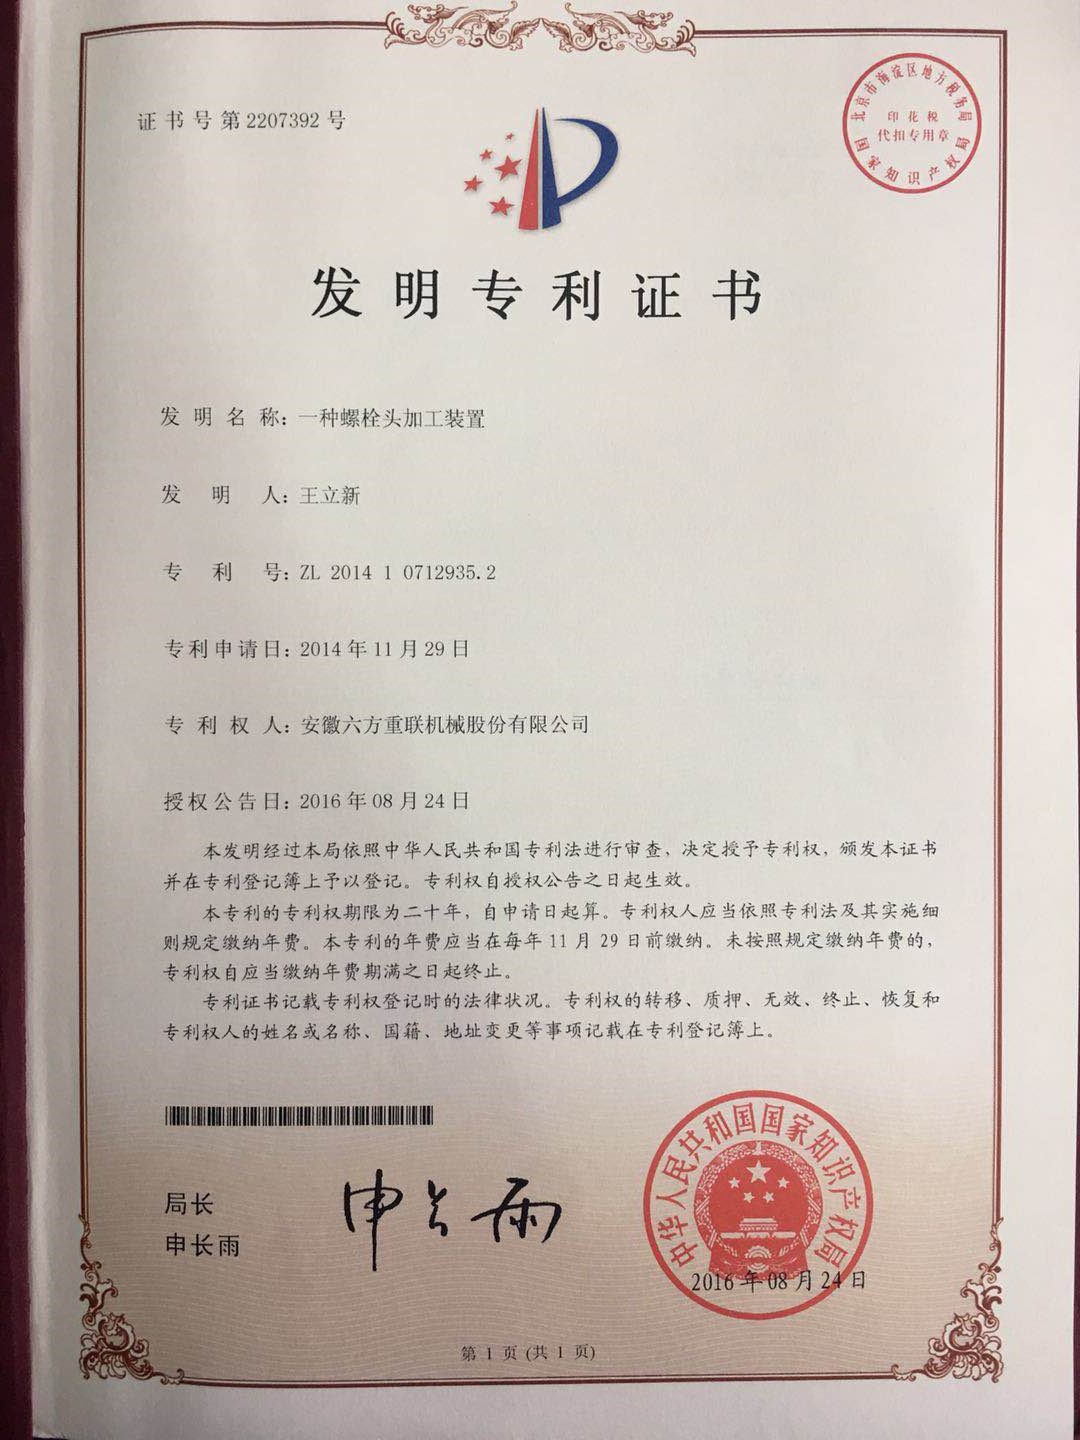 证书号第2207392号
北京市海淀区地方税务局
印花税
代扣专用章
国家知识产权局
发明专利证书
发明名称：一种螺栓头加工装置
发明人：王立新
专利号：ZL 2014 1 0712935.2
专利申请日：2014年11月29日
专利权人：安徽六方重联机械股份有限公司
授权公告日：2016年08月24日
本发明经过本局依照中华人民共和国专利法进行审查，决定授予专利权，颁发本证书
并在专利登记簿上予以登记。专利权自授权公告之日起生效。
本专利的专利权期限为二十年，自申请日起算。专利权人应当依照专利法及其实施细
则规定缴纳年费。本专利的年费应当在每年11月29日前缴纳。未按照规定缴纳年费的，
专利权自应当缴纳年费期满之日起终止。
专利证书记载专利权登记时的法律状况。专利权的转移、质押、无效、终止、恢复和
专利权人的姓名或名称、国籍、地址变更等事项记载在专利登记簿上。
局长
申长雨
申长雨
中华人民共和国国家知识产权局
2016年08月24日
第1页(共1页)